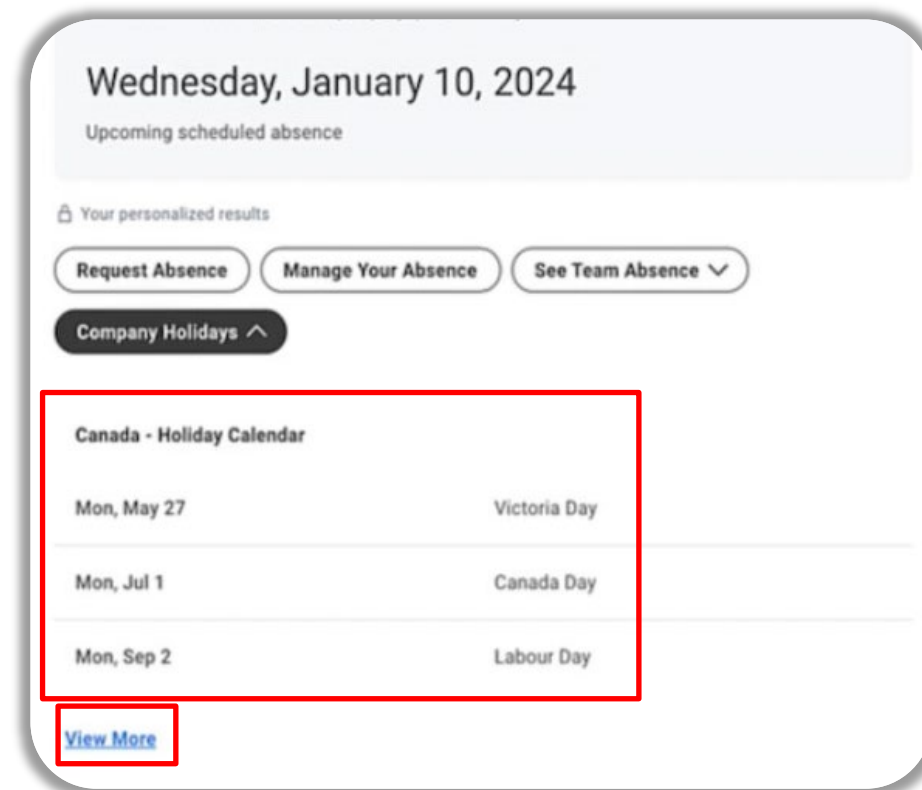 Wednesday, January 10, 2024
Upcoming scheduled absence
Your personalized results
Request Absence Manage Your Absence See Team Absence
Company Holidays
Canada - Holiday Calendar
Mon, May 27 Victoria Day
Mon, Jul 1 Canada Day
Mon, Sep 2 Labour Day
View More